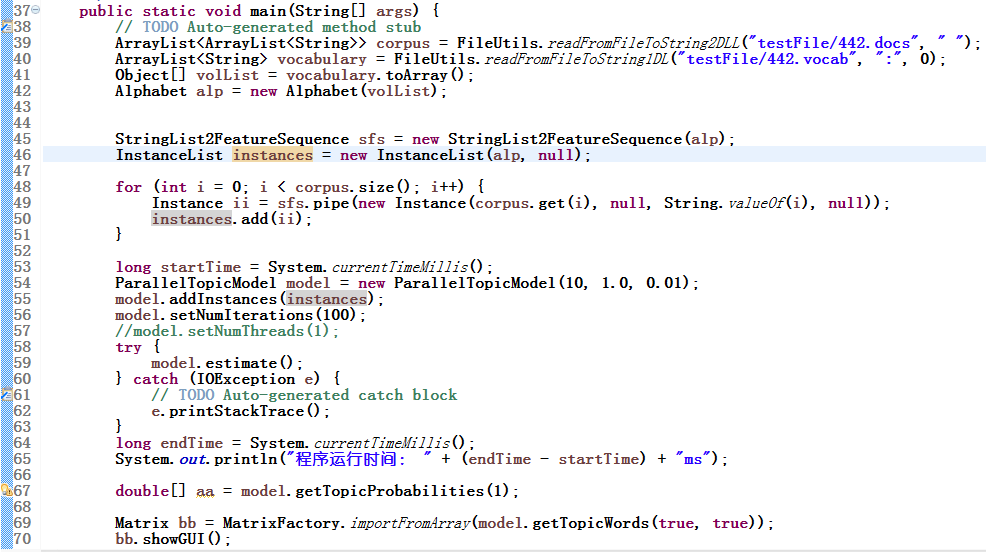 37 public static void main(String[] args) {
38 // TODO Auto-generated method stub
39 ArrayList<ArrayList<String>> corpus = FileUtils.readFromFileToString2DLL("testFile/442.docs", " ");
40 ArrayList<String> vocabulary = FileUtils.readFromFileToString1DL("testFile/442.vocab", ":", 0);
41 Object[] volList = vocabulary.toArray();
42 Alphabet alp = new Alphabet(volList);
43
44
45 StringList2FeatureSequence sfs = new StringList2FeatureSequence(alp);
46 InstanceList instances = new InstanceList(alp, null);
47
48 for (int i = 0; i < corpus.size(); i++) {
49 Instance ii = sfs.pipe(new Instance(corpus.get(i), null, String.valueOf(i), null));
50 instances.add(ii);
51 }
52
53 long startTime = System.currentTimeMillis();
54 ParallelTopicModel model = new ParallelTopicModel(10, 1.0, 0.01);
55 model.addInstances(instances);
56 model.setNumIterations(100);
57 //model.setNumThreads(1);
58 try {
59 model.estimate();
60 } catch (IOException e) {
61 // TODO Auto-generated catch block
62 e.printStackTrace();
63 }
64 long endTime = System.currentTimeMillis();
65 System.out.println("程序运行时间： " + (endTime - startTime) + "ms");
66
67 double[] aa = model.getTopicProbabilities(1);
68
69 Matrix bb = MatrixFactory.importFromArray(model.getTopicWords(true, true));
70 bb.showGUI();